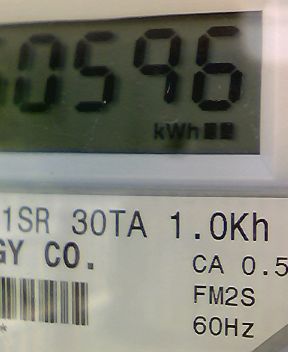 0596
kWh
1SR 30TA 1.0Kh
GY CO.
CA 0.5
FM2S
60Hz